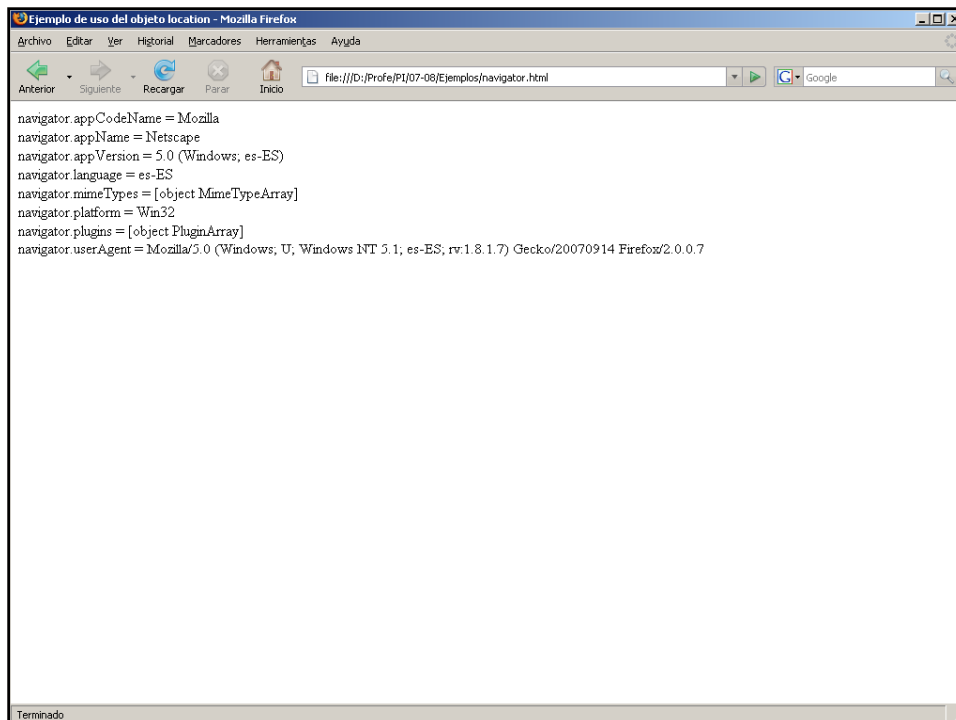 Ejemplo de uso del objeto location - Mozilla Firefox
Archivo Editar Ver Historial Marcadores Herramientas Ayuda
Anterior Siguiente Recargar Parar Inicio file:///D:/Profe/PI/07-08/Ejemplos/navigator.html G Google
navigator.appCodeName = Mozilla
navigator.appName = Netscape
navigator.appVersion = 5.0 (Windows; es-ES)
navigator.language = es-ES
navigator.mimeTypes = [object MimeTypeArray]
navigator.platform = Win32
navigator.plugins = [object PluginArray]
navigator.userAgent = Mozilla/5.0 (Windows; U; Windows NT 5.1; es-ES; rv:1.8.1.7) Gecko/20070914 Firefox/2.0.0.7
Terminado